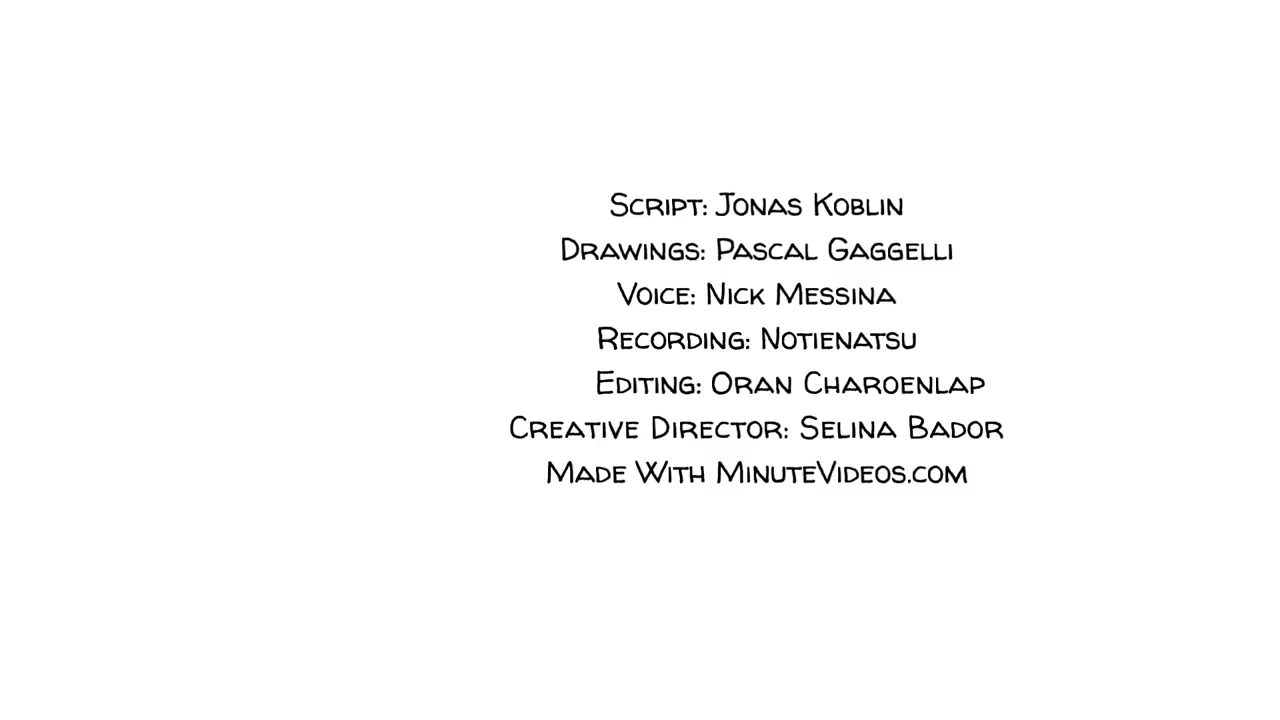 Script: Jonas Koblin
Drawings: Pascal Gaggelli
Voice: Nick Messina
Recording: Notienatsu
Editing: Oran Charoenlap
Creative Director: Selina Bador
Made With MinuteVideos.com